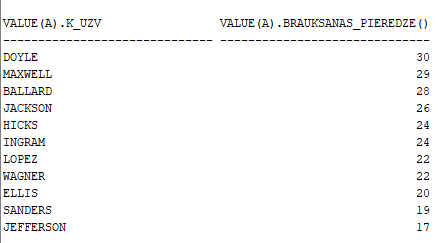 VALUE(A).K_UZV VALUE(A).BRAUKSANAS_PIEREDZE()
------------------------------ ------------------------------
DOYLE 30
MAXWELL 29
BALLARD 28
JACKSON 26
HICKS 24
INGRAM 24
LOPEZ 22
WAGNER 22
ELLIS 20
SANDERS 19
JEFFERSON 17